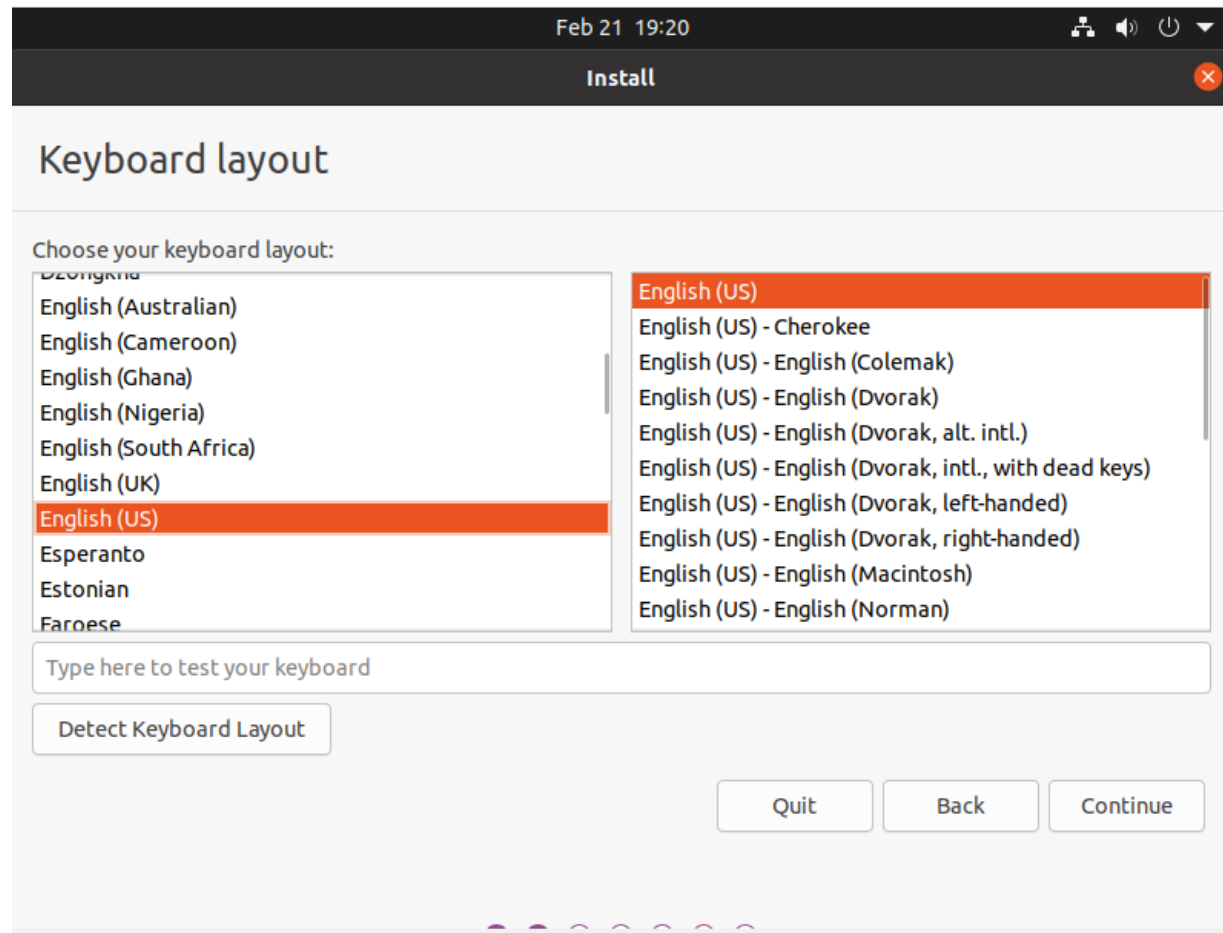 Feb 21 19:20
Install
Keyboard layout
Choose your keyboard layout:
Dzongkha
English (Australian)
English (Cameroon)
English (Ghana)
English (Nigeria)
English (South Africa)
English (UK)
English (US)
Esperanto
Estonian
Faroese
English (US)
English (US) - Cherokee
English (US) - English (Colemak)
English (US) - English (Dvorak)
English (US) - English (Dvorak, alt. intl.)
English (US) - English (Dvorak, intl., with dead keys)
English (US) - English (Dvorak, left-handed)
English (US) - English (Dvorak, right-handed)
English (US) - English (Macintosh)
English (US) - English (Norman)
Type here to test your keyboard
Detect Keyboard Layout
Quit Back Continue